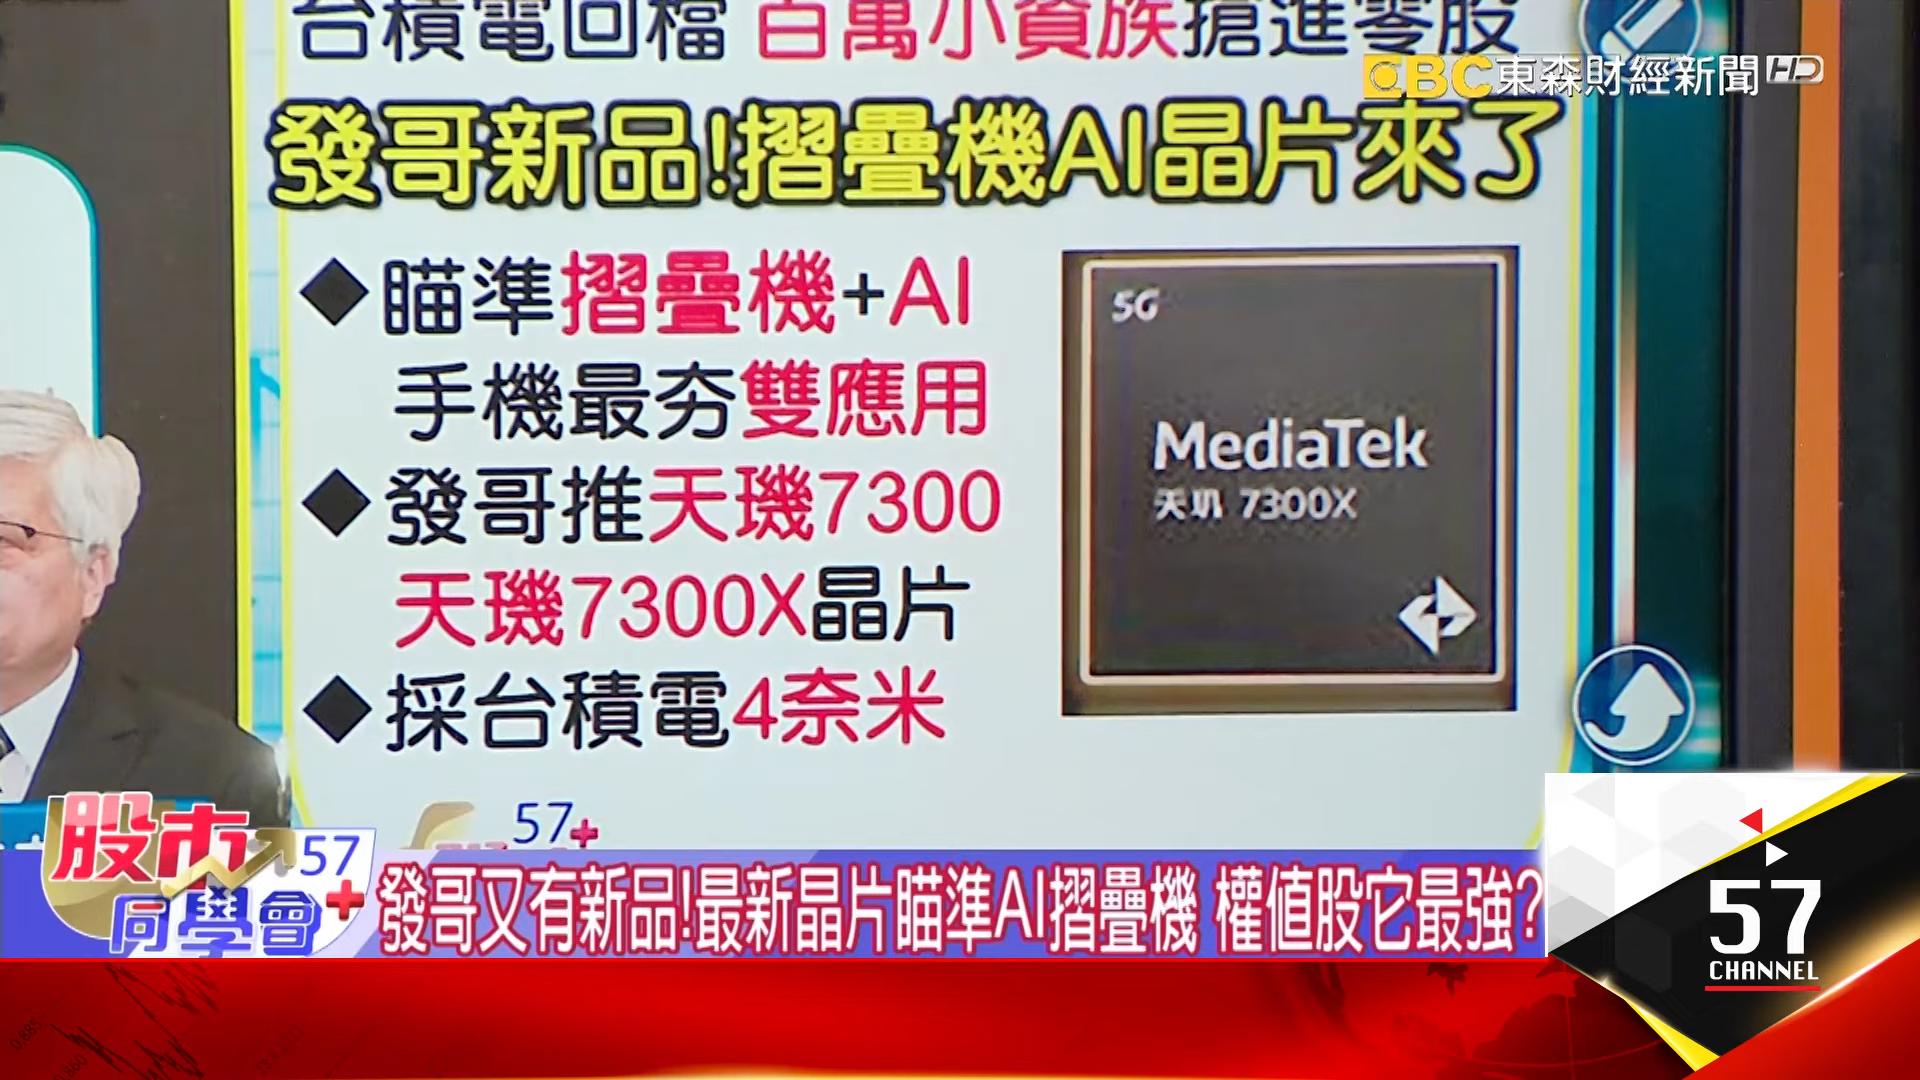 台積電回檔 百萬小資族搶進零股
EBC東森財經新聞HD
發哥新品!摺疊機AI晶片來了
◆瞄準摺疊機+AI
手機最夯雙應用
◆發哥推天璣7300
天璣7300X晶片
◆採台積電4奈米
5G
MediaTek
天玑 7300X
57+
股市
同學會
57+
發哥又有新品!最新晶片瞄準AI摺疊機 權值股它最強?
57
CHANNEL